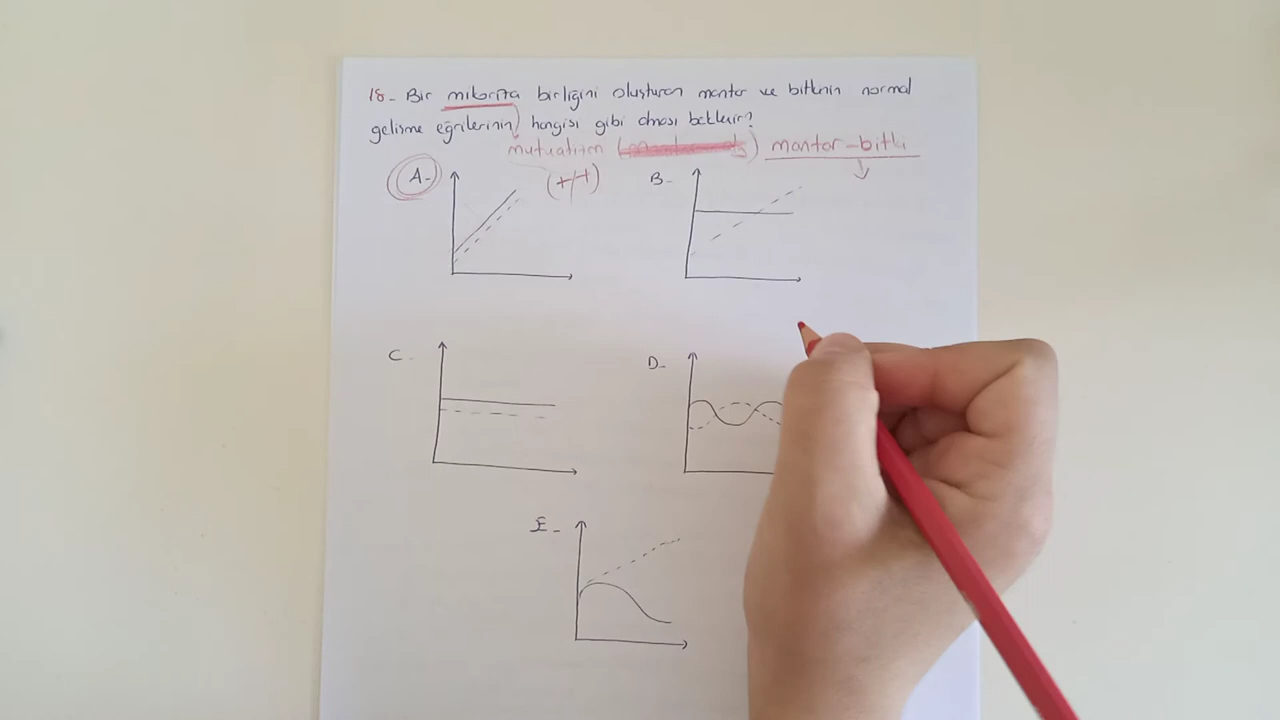 18- Bir mikoriza birliğini oluşturan mantar ve bitkinin normal
gelişme eğrilerinin hangisi gibi olması beklenir?
mutualizm ( ) mantar-bitki
A- (+/+) B-
C- D-
E-